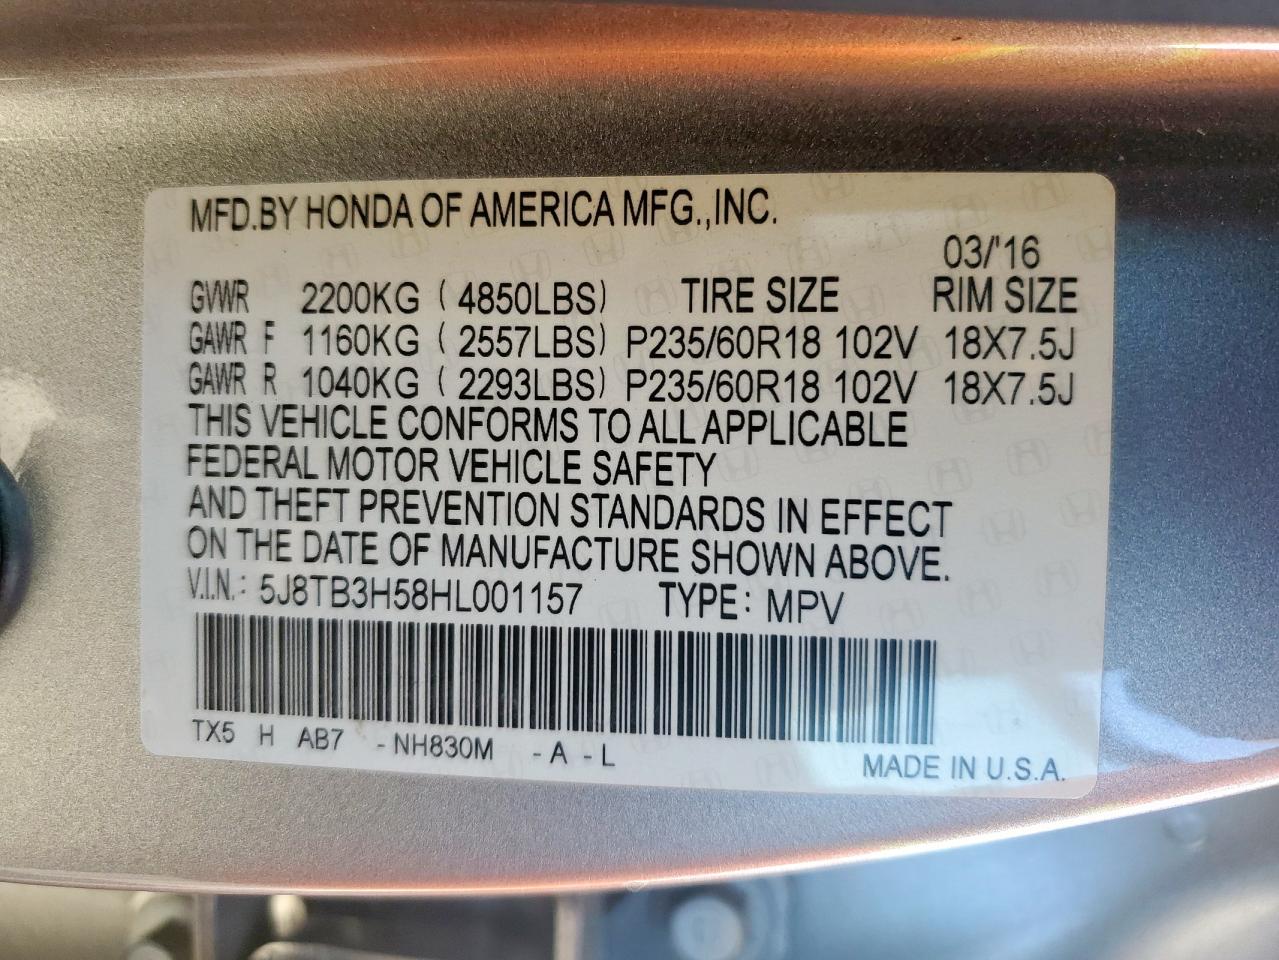 MFD.BY HONDA OF AMERICA MFG.,INC.
03/'16
GVWR 2200KG ( 4850LBS) TIRE SIZE RIM SIZE
GAWR F 1160KG ( 2557LBS) P235/60R18 102V 18X7.5J
GAWR R 1040KG ( 2293LBS) P235/60R18 102V 18X7.5J
THIS VEHICLE CONFORMS TO ALL APPLICABLE
FEDERAL MOTOR VEHICLE SAFETY
AND THEFT PREVENTION STANDARDS IN EFFECT
ON THE DATE OF MANUFACTURE SHOWN ABOVE.
V.I.N.: 5J8TB3H58HL001157 TYPE: MPV
TX5 H AB7 -NH830M -A -L
MADE IN U.S.A.